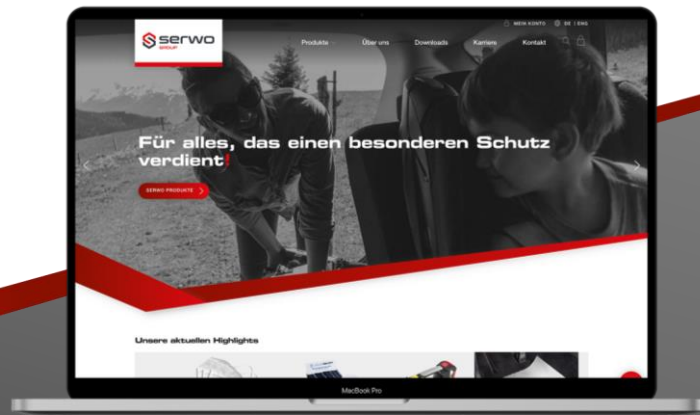 MEIN KONTO DE | ENG
serwo
GROUP
Produkte Über uns Downloads Karriere Kontakt
Für alles, das einen besonderen Schutz
verdient!
SERWO PRODUKTE
Unsere aktuellen Highlights
MacBook Pro